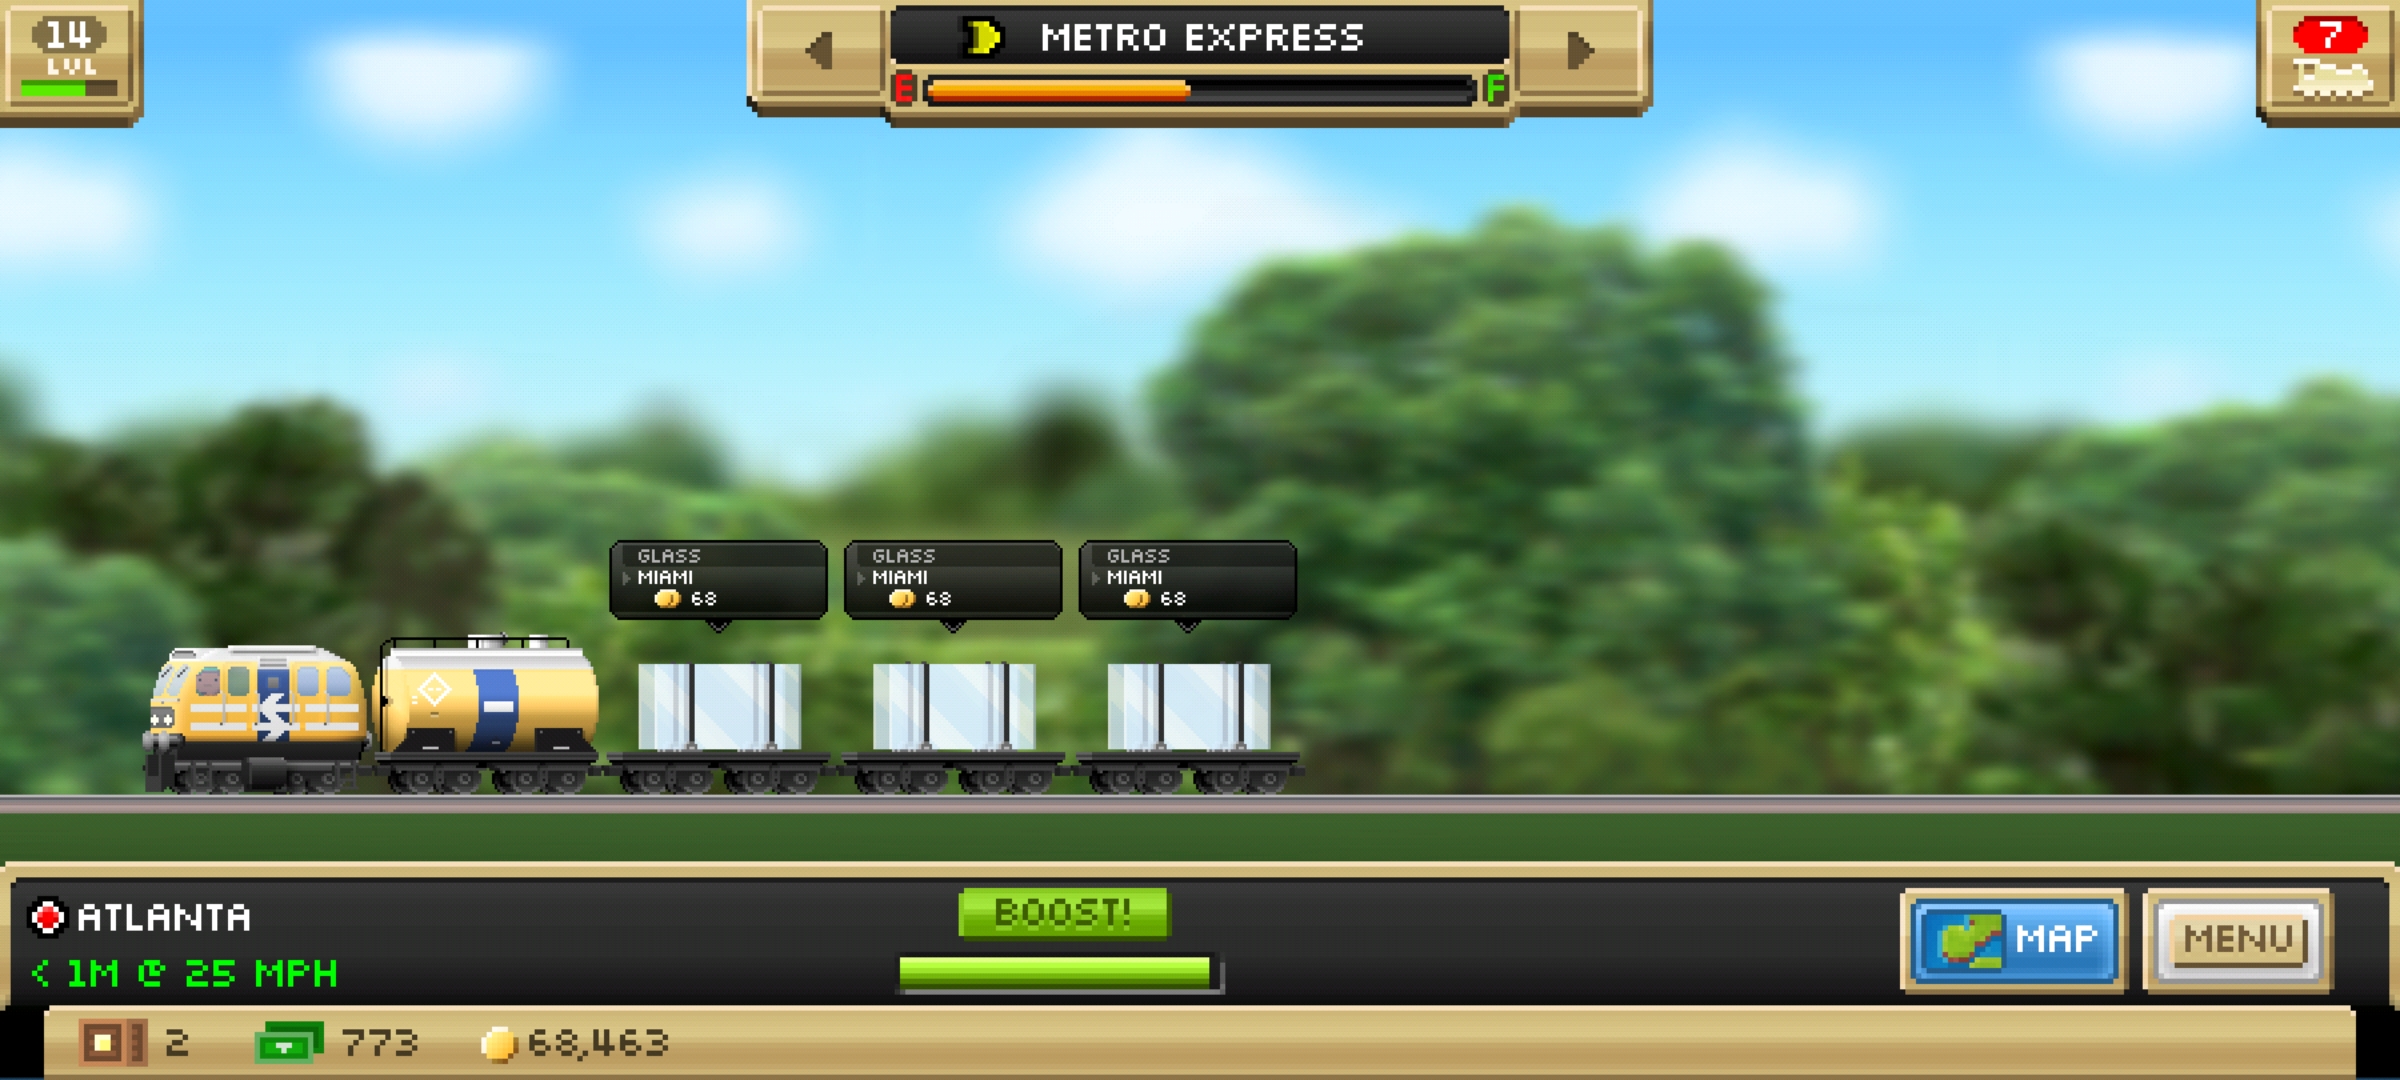 14
LVL
METRO EXPRESS
E
F
7
GLASS
MIAMI
68
GLASS
MIAMI
68
GLASS
MIAMI
68
ATLANTA
< 1M @ 25 MPH
BOOST!
MAP
MENU
2
773
68,463